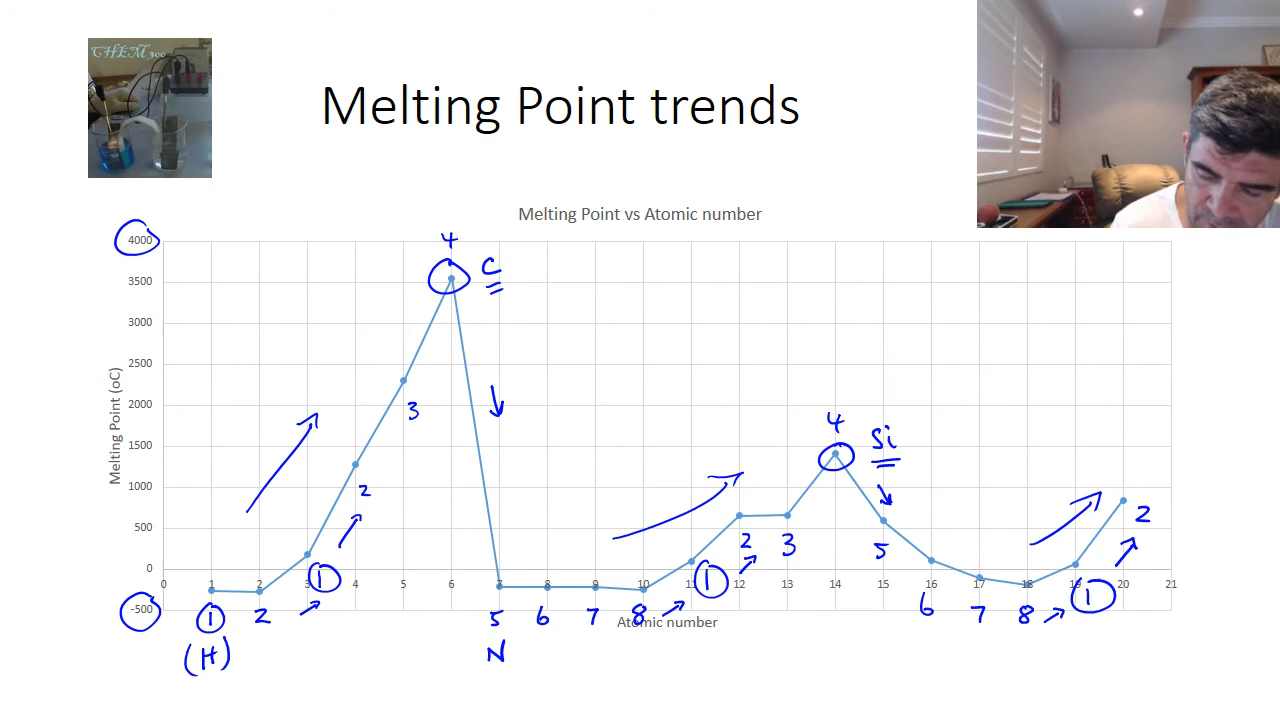 CHEM300
Melting Point trends
Melting Point vs Atomic number
Melting Point (oC)
4000
3500
3000
2500
2000
1500
1000
500
0
-500
0 1 2 3 4 5 6 7 8 9 10 11 12 13 14 15 16 17 18 19 20 21
Atomic number
4
C
3
2
1
4
Si
2 3
5
1
2
1
1 2 5 6 7 8 6 7 8
(H) N